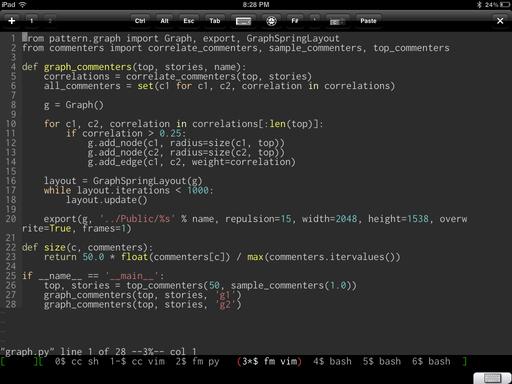 iPad 8:28 PM 24%
+ 1 2 Ctrl Alt Esc Tab F# Paste
1 from pattern.graph import Graph, export, GraphSpringLayout
2 from commenters import correlate_commenters, sample_commenters, top_commenters
3
4 def graph_commenters(top, stories, name):
5 correlations = correlate_commenters(top, stories)
6 all_commenters = set(c1 for c1, c2, correlation in correlations)
7
8 g = Graph()
9
10 for c1, c2, correlation in correlations[:len(top)]:
11 if correlation > 0.25:
12 g.add_node(c1, radius=size(c1, top))
13 g.add_node(c2, radius=size(c2, top))
14 g.add_edge(c1, c2, weight=correlation)
15
16 layout = GraphSpringLayout(g)
17 while layout.iterations < 1000:
18 layout.update()
19
20 export(g, '../Public/%s' % name, repulsion=15, width=2048, height=1538, overw
rite=True, frames=1)
21
22 def size(c, commenters):
23 return 50.0 * float(commenters[c]) / max(commenters.itervalues())
24
25 if __name__ == '__main__':
26 top, stories = top_commenters(50, sample_commenters(1.0))
27 graph_commenters(top, stories, 'g1')
28 graph_commenters(top, stories, 'g2')
~
~
"graph.py" line 1 of 28 --3%-- col 1
[ ][ 0$ cc sh 1-$ cc vim 2$ fm py (3*$ fm vim) 4$ bash 5$ bash 6$ bash ]